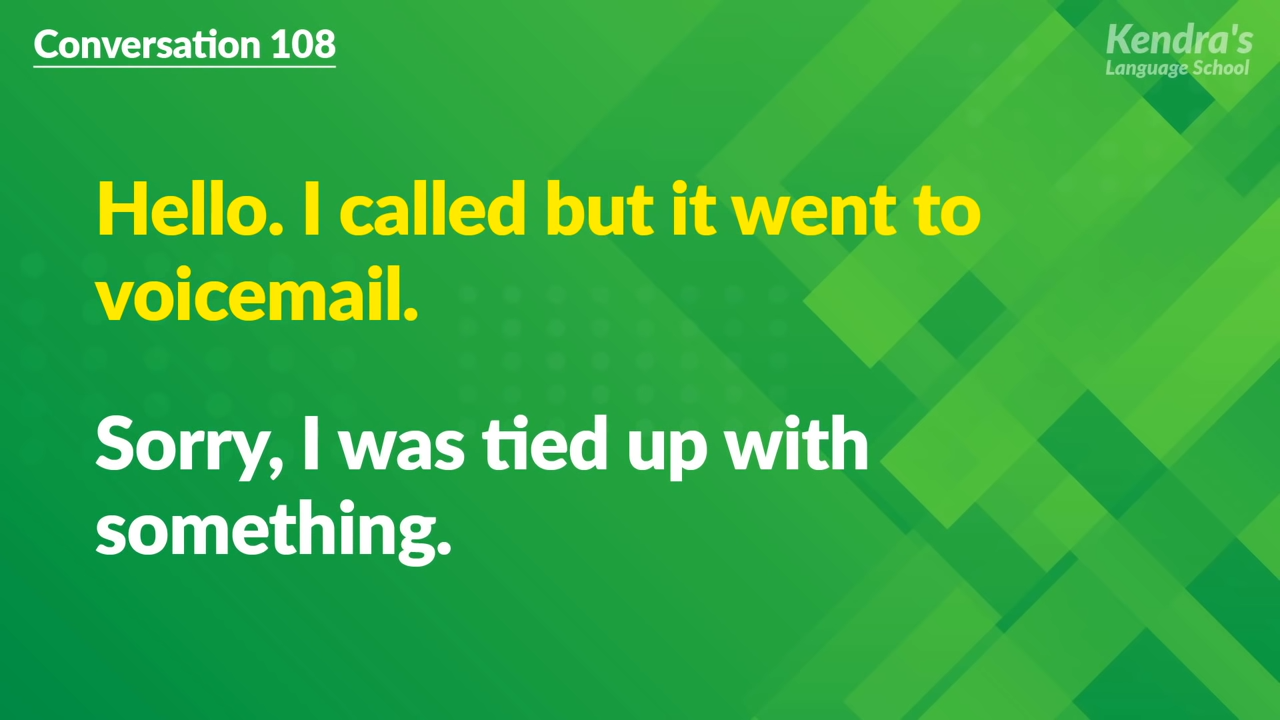 Conversation 108
Kendra's
Language School
Hello. I called but it went to
voicemail.
Sorry, I was tied up with
something.